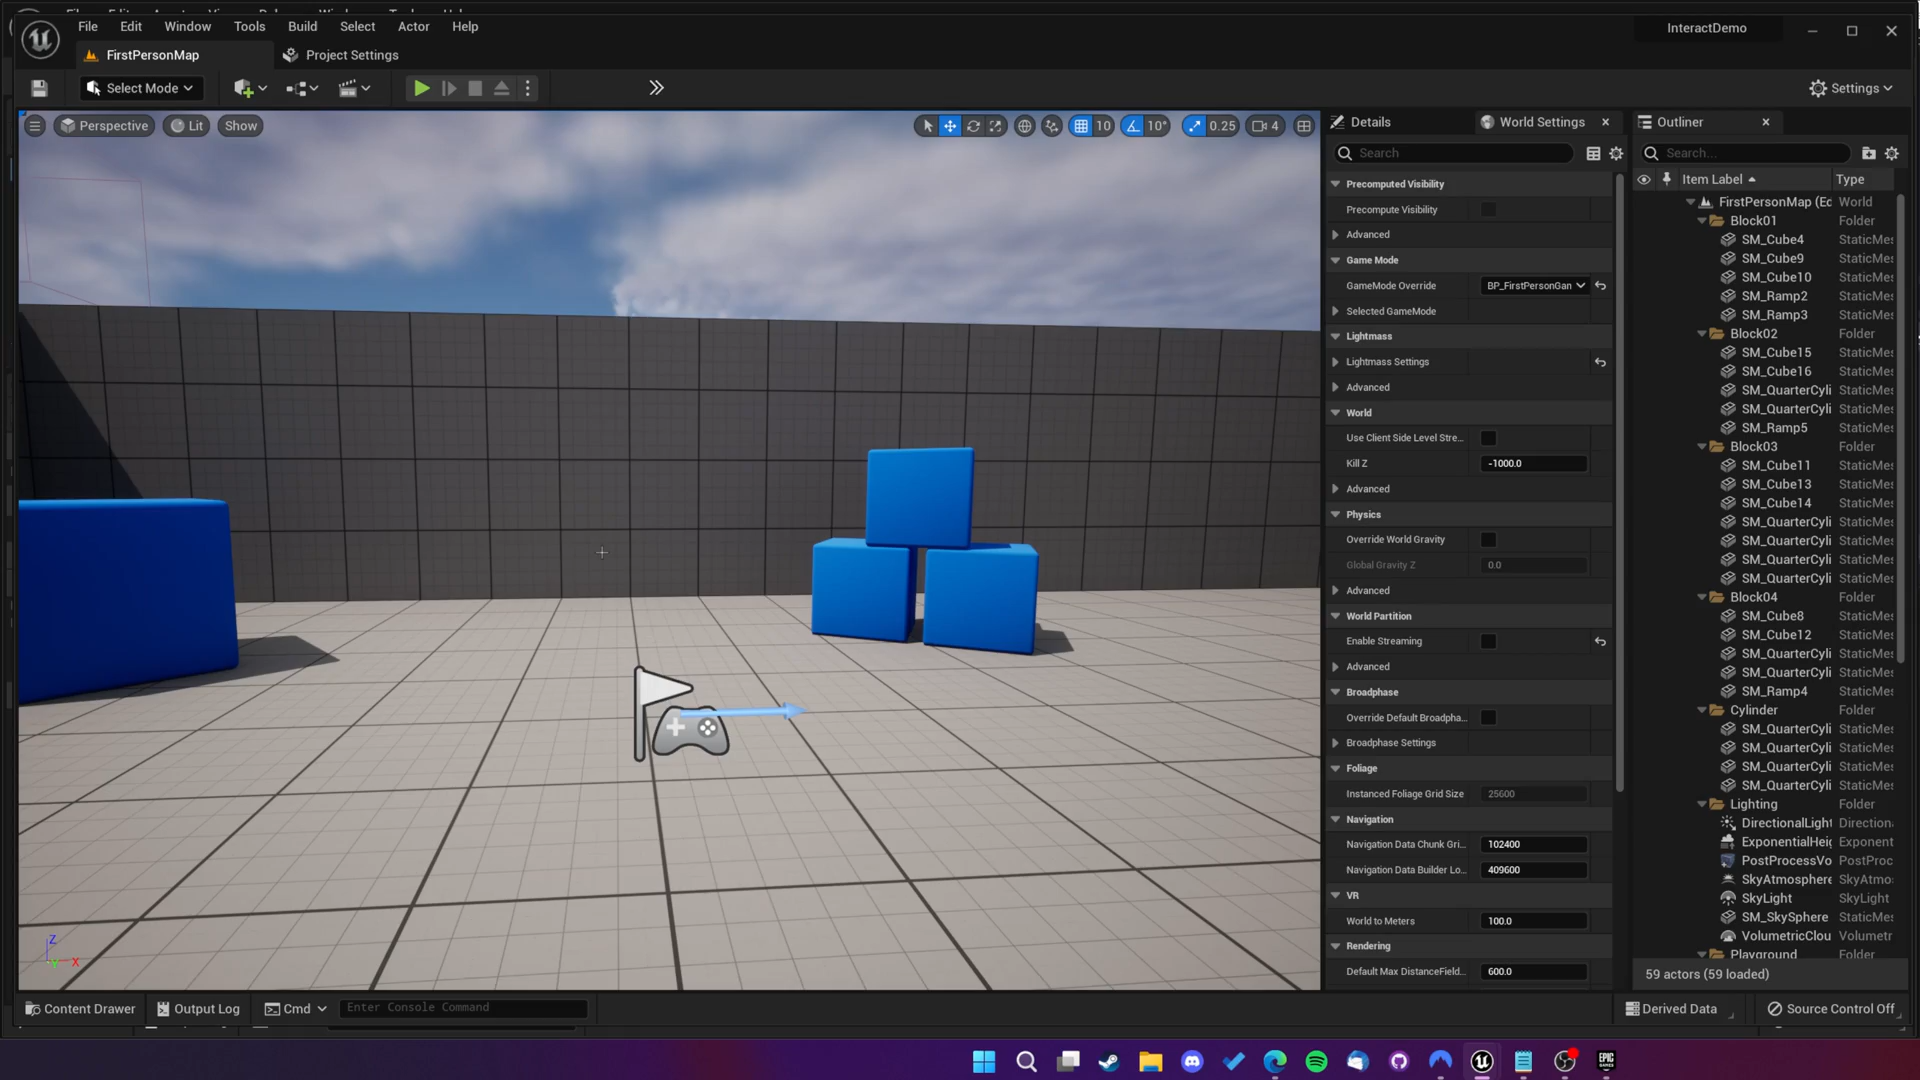 File Edit Window Tools Build Select Actor Help
InteractDemo
FirstPersonMap
Project Settings
Select Mode
Settings
Perspective
Lit
Show
10
10°
0.25
4
Details
World Settings
Search
Precomputed Visibility
Precompute Visibility
Advanced
Game Mode
GameMode Override
BP_FirstPersonGan
Selected GameMode
Lightmass
Lightmass Settings
Advanced
World
Use Client Side Level Stre...
Kill Z
-1000.0
Advanced
Physics
Override World Gravity
Global Gravity Z
0.0
Advanced
World Partition
Enable Streaming
Advanced
Broadphase
Override Default Broadpha...
Broadphase Settings
Foliage
Instanced Foliage Grid Size
25600
Navigation
Navigation Data Chunk Gri...
102400
Navigation Data Builder Lo...
409600
VR
World to Meters
100.0
Rendering
Default Max DistanceField...
600.0
Outliner
Search...
Item Label
Type
FirstPersonMap (Ed World
Block01 Folder
SM_Cube4 StaticMes
SM_Cube9 StaticMes
SM_Cube10 StaticMes
SM_Ramp2 StaticMes
SM_Ramp3 StaticMes
Block02 Folder
SM_Cube15 StaticMes
SM_Cube16 StaticMes
SM_QuarterCyli StaticMes
SM_QuarterCyli StaticMes
SM_Ramp5 StaticMes
Block03 Folder
SM_Cube11 StaticMes
SM_Cube13 StaticMes
SM_Cube14 StaticMes
SM_QuarterCyli StaticMes
SM_QuarterCyli StaticMes
SM_QuarterCyli StaticMes
SM_QuarterCyli StaticMes
Block04 Folder
SM_Cube8 StaticMes
SM_Cube12 StaticMes
SM_QuarterCyli StaticMes
SM_QuarterCyli StaticMes
SM_Ramp4 StaticMes
Cylinder Folder
SM_QuarterCyli StaticMes
SM_QuarterCyli StaticMes
SM_QuarterCyli StaticMes
SM_QuarterCyli StaticMes
Lighting Folder
DirectionalLight Direction
ExponentialHei Exponent
PostProcessVo PostProc
SkyAtmosphere SkyAtmo
SkyLight SkyLight
SM_SkySphere StaticMes
VolumetricClou Volumetr
Playground Folder
59 actors (59 loaded)
Z
Y
X
Content Drawer
Output Log
Cmd
Enter Console Command
Derived Data
Source Control Off
EPIC
GAMES